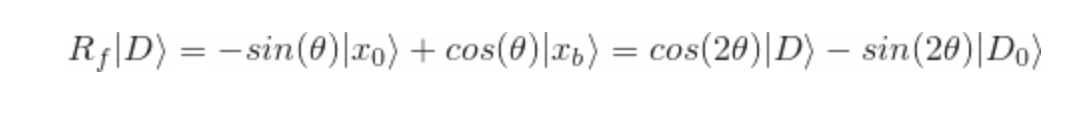 R_f|D⟩ = −sin(θ)|x_0⟩ + cos(θ)|x_b⟩ = cos(2θ)|D⟩ − sin(2θ)|D_0⟩